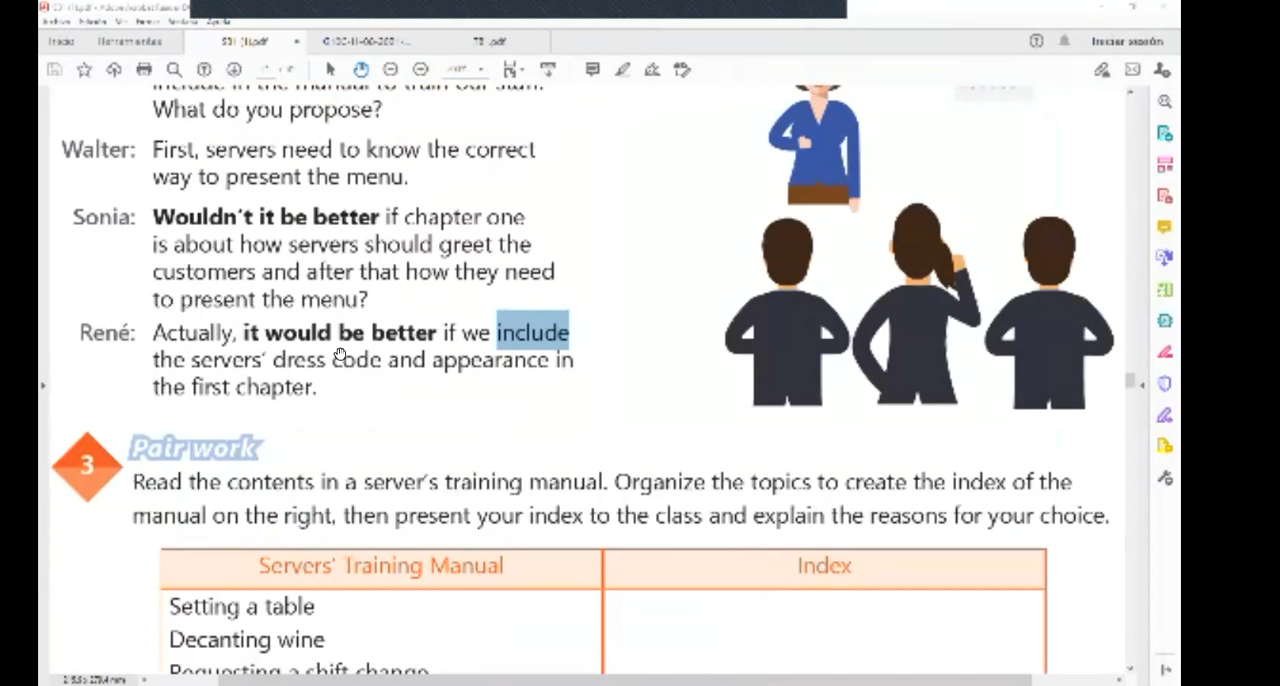 Inicio Herramientas
Iniciar sesión
What do you propose?
Walter: First, servers need to know the correct
way to present the menu.
Sonia: Wouldn't it be better if chapter one
is about how servers should greet the
customers and after that how they need
to present the menu?
René: Actually, it would be better if we include
the servers' dress code and appearance in
the first chapter.
3 Pair work
Read the contents in a server's training manual. Organize the topics to create the index of the
manual on the right, then present your index to the class and explain the reasons for your choice.
Servers' Training Manual Index
Setting a table
Decanting wine
Requesting a shift change